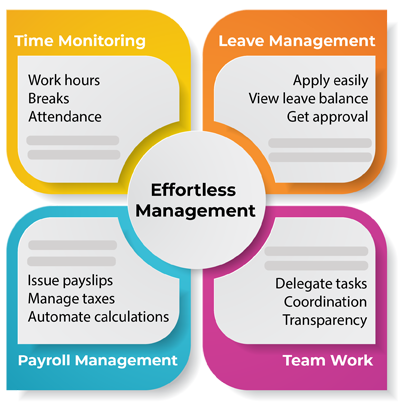 Time Monitoring
Work hours
Breaks
Attendance
Leave Management
Apply easily
View leave balance
Get approval
Effortless
Management
Issue payslips
Manage taxes
Automate calculations
Payroll Management
Delegate tasks
Coordination
Transparency
Team Work